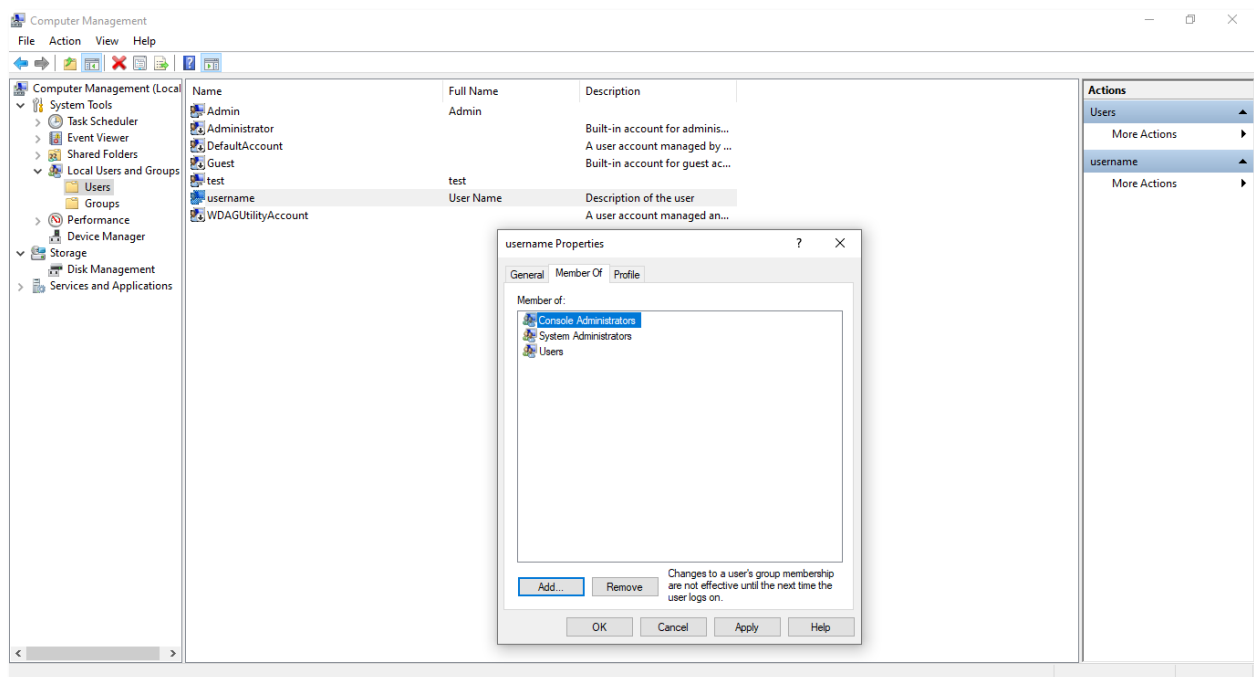 Computer Management
File Action View Help
Computer Management (Local
System Tools
Task Scheduler
Event Viewer
Shared Folders
Local Users and Groups
Users
Groups
Performance
Device Manager
Storage
Disk Management
Services and Applications
Name Full Name Description
Admin Admin
Administrator Built-in account for adminis...
DefaultAccount A user account managed by ...
Guest Built-in account for guest ac...
test test
username User Name Description of the user
WDAGUtilityAccount A user account managed an...
username Properties ?
General Member Of Profile
Member of:
Console Administrators
System Administrators
Users
Add... Remove
Changes to a user's group membership
are not effective until the next time the
user logs on.
OK Cancel Apply Help
Actions
Users
More Actions
username
More Actions